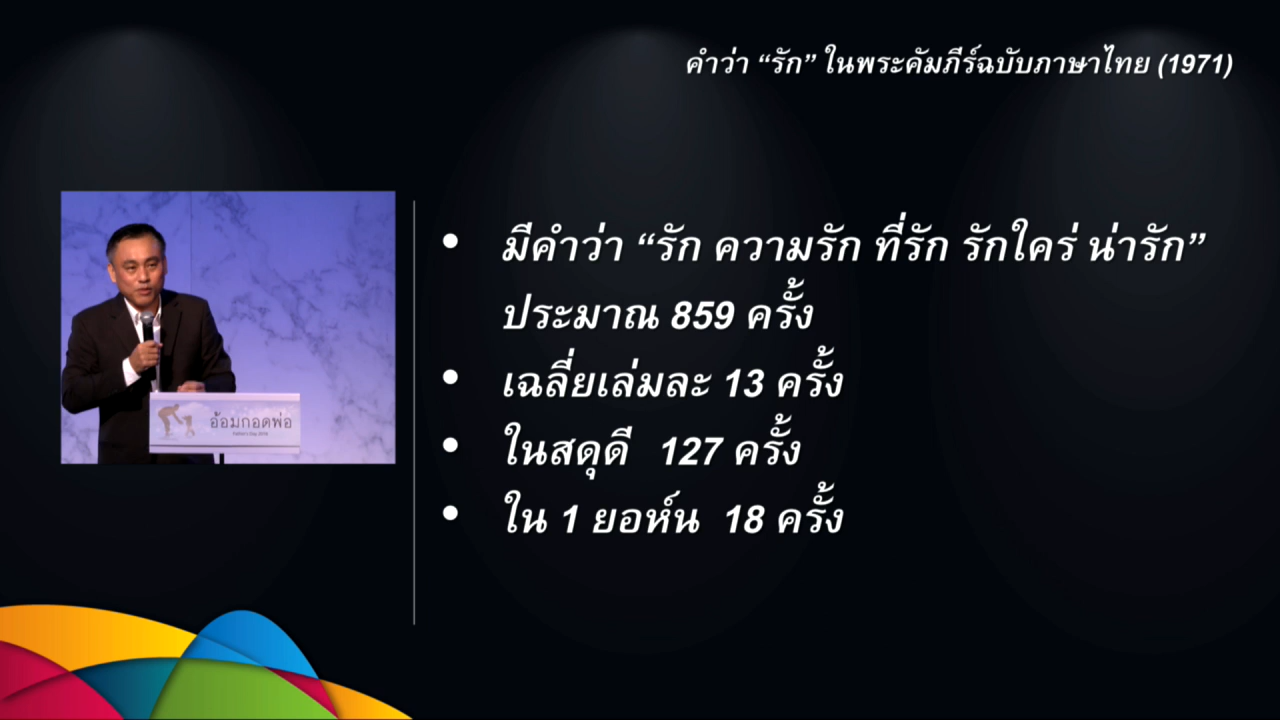 คำว่า “รัก” ในพระคัมภีร์ฉบับภาษาไทย (1971)
• มีคำว่า “รัก ความรัก ที่รัก รักใคร่ น่ารัก”
ประมาณ 859 ครั้ง
• เฉลี่ยเล่มละ 13 ครั้ง
• ในสดุดี 127 ครั้ง
• ใน 1 ยอห์น 18 ครั้ง
อ้อมกอดพ่อ